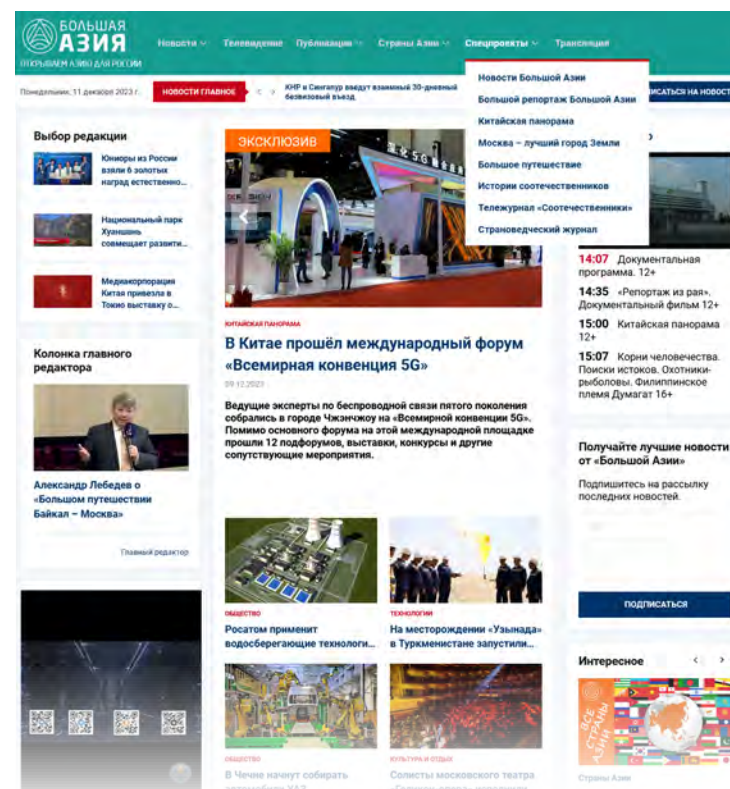 БОЛЬШАЯ
АЗИЯ
ОТКРЫВАЕМ АЗИЮ ДЛЯ РОССИИ
Новости
Телевидение
Публикации
Страны Азии
Спецпроекты
Трансляция
Новости Большой Азии
Большой репортаж Большой Азии
Китайская панорама
Москва – лучший город Земли
Большое путешествие
Истории соотечественников
Тележурнал «Соотечественники»
Страноведческий журнал
Понедельник, 11 декабря 2023 г.
НОВОСТИ ГЛАВНОЕ
КНР и Сингапур введут взаимный 30-дневный
безвизовый въезд
ИСАТЬСЯ НА НОВОСТ
Выбор редакции
Юниоры из России
взяли 6 золотых
наград естественно...
Национальный парк
Хуаншань
совмещает развити...
Медиакорпорация
Китая привезла в
Токио выставку о...
Колонка главного
редактора
Александр Лебедев о
«Большом путешествии
Байкал – Москва»
Главный редактор
ЭКСКЛЮЗИВ
КИТАЙСКАЯ ПАНОРАМА
В Китае прошёл международный форум
«Всемирная конвенция 5G»
09.12.2023
Ведущие эксперты по беспроводной связи пятого поколения
собрались в городе Чжэнчжоу на «Всемирной конвенции 5G».
Помимо основного форума на этой международной площадке
прошли 12 подфорумов, выставки, конкурсы и другие
сопутствующие мероприятия.
ОБЩЕСТВО
Росатом применит
водосберегающие технологи...
ТЕХНОЛОГИИ
На месторождении «Узынада»
в Туркменистане запустили...
ОБЩЕСТВО
В Чечне начнут собирать
автомобили УАЗ
КУЛЬТУРА И ОТДЫХ
Солисты московского театра
14:07 Документальная
программа. 12+
14:35 «Репортаж из рая».
Документальный фильм 12+
15:00 Китайская панорама
12+
15:07 Корни человечества.
Поиски истоков. Охотники-
рыболовы. Филиппинское
племя Думагат 16+
Получайте лучшие новости
от «Большой Азии»
Подпишитесь на рассылку
последних новостей.
ПОДПИСАТЬСЯ
Интересное
ВСЕ
СТРАНЫ
АЗИИ
Страны Азии